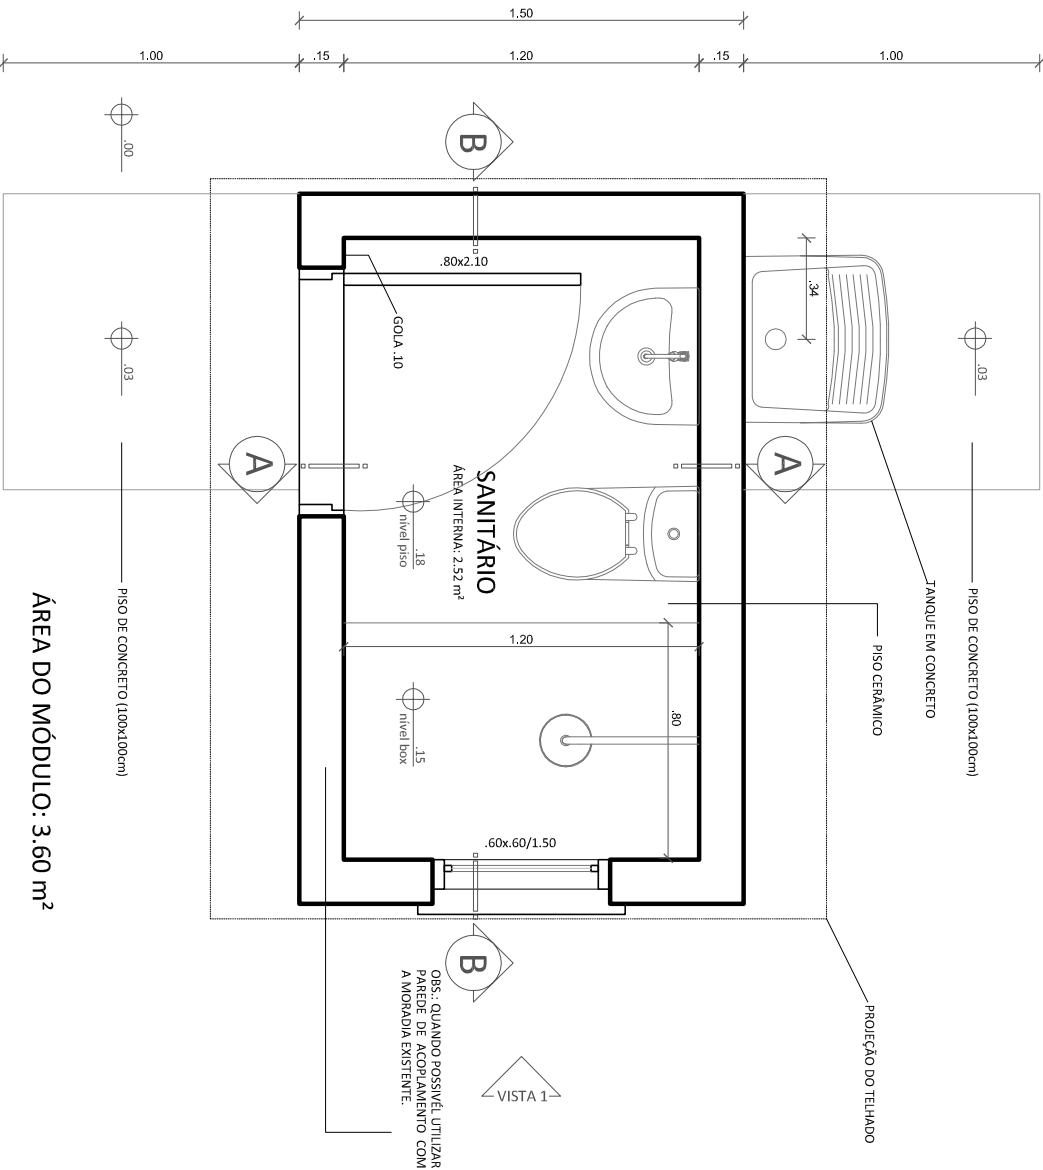 1.50
1.00
.15
1.20
.15
1.00
.00
B
.80x2.10
.34
GOLA .10
.03
.03
A
A
SANITÁRIO
ÁREA INTERNA: 2.52 m²
.18
nível piso
1.20
.80
.15
nível box
.60x.60/1.50
B
PISO DE CONCRETO (100x100cm)
TANQUE EM CONCRETO
PISO CERÂMICO
PISO DE CONCRETO (100x100cm)
ÁREA DO MÓDULO: 3.60 m²
OBS.: QUANDO POSSIVÉL UTILIZAR
PAREDE DE ACOPLAMENTO COM
A MORADIA EXISTENTE.
PROJEÇÃO DO TELHADO
VISTA 1